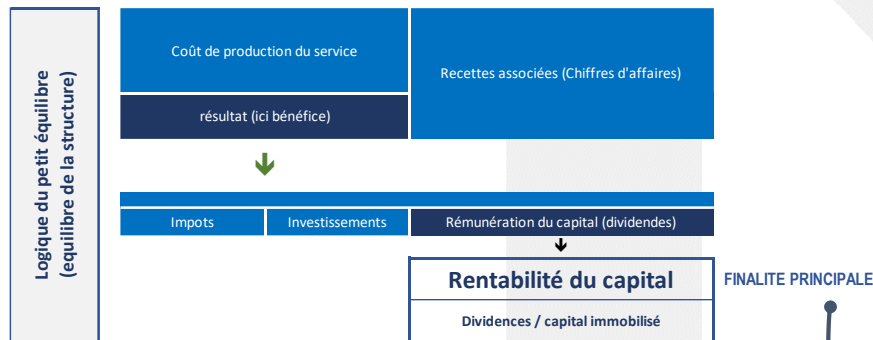 Logique du petit équilibre
(equilibre de la structure)
Coût de production du service
Recettes associées (Chiffres d'affaires)
résultat (ici bénéfice)
Impots
Investissements
Rémunération du capital (dividendes)
Rentabilité du capital
FINALITE PRINCIPALE
Dividences / capital immobilisé